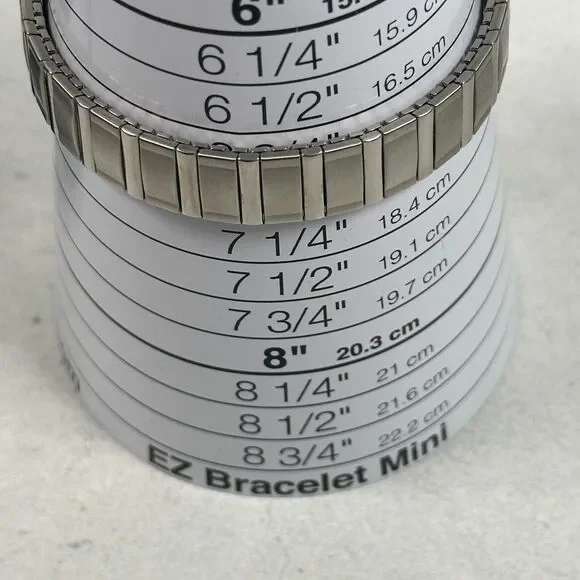 6"
6 1/4" 15.9 cm
6 1/2" 16.5 cm
7 1/4" 18.4 cm
7 1/2" 19.1 cm
7 3/4" 19.7 cm
8" 20.3 cm
8 1/4" 21 cm
8 1/2" 21.6 cm
8 3/4" 22.2 cm
EZ Bracelet Mini